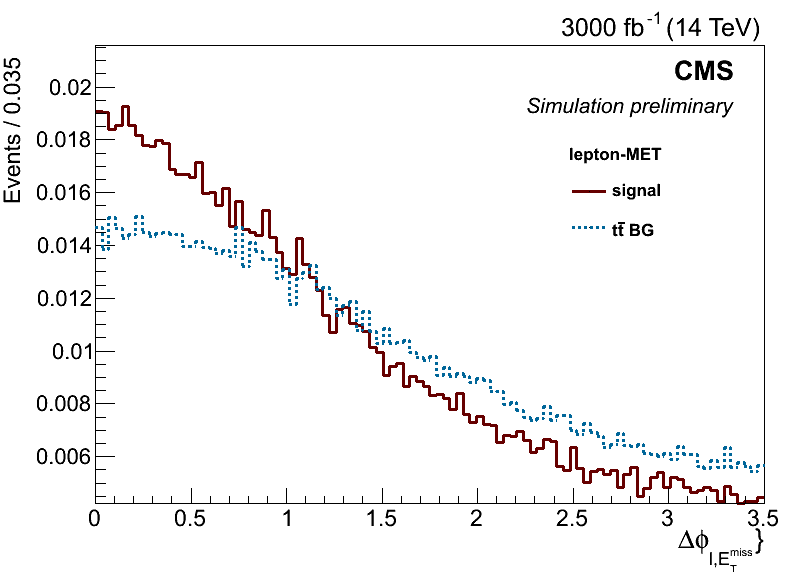 3000 fb⁻¹ (14 TeV)
CMS
Simulation preliminary
lepton-MET
signal
tt̄ BG
Events / 0.035
0.02
0.018
0.016
0.014
0.012
0.01
0.008
0.006
0 0.5 1 1.5 2 2.5 3 3.5
Δϕ_{l,E_T^{miss}}}